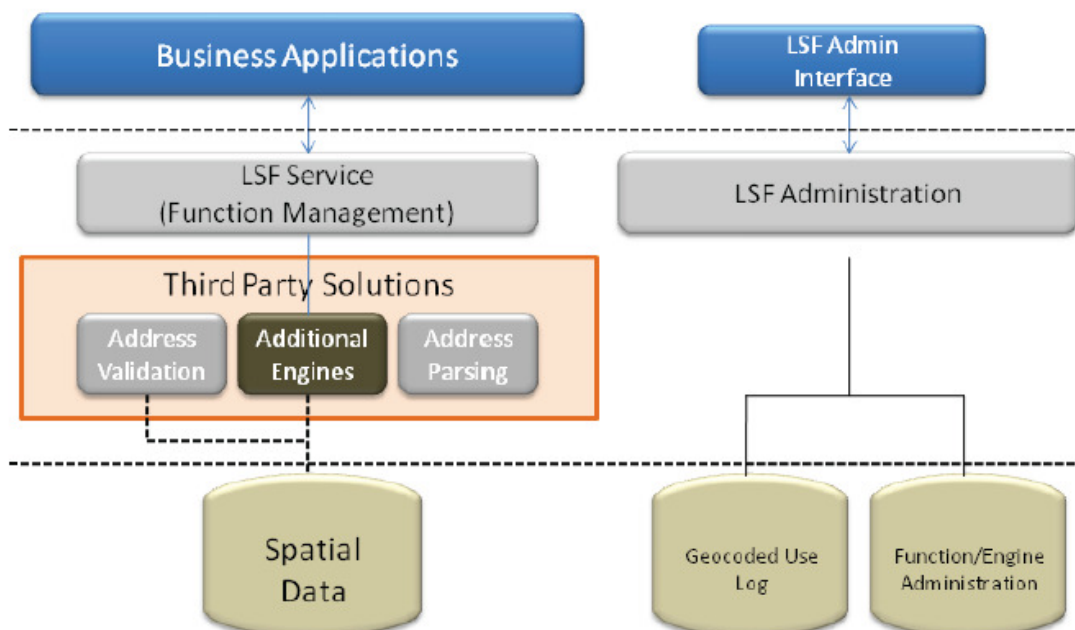 Business Applications
LSF Admin
Interface
LSF Service
(Function Management)
LSF Administration
Third Party Solutions
Address
Validation
Additional
Engines
Address
Parsing
Spatial
Data
Geocoded Use
Log
Function/Engine
Administration